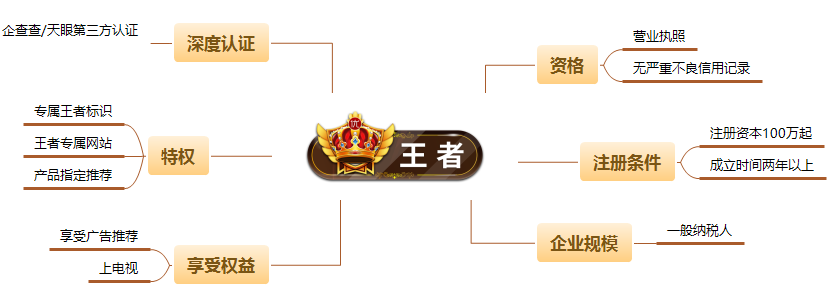 企查查/天眼第三方认证
深度认证
专属王者标识
王者专属网站
产品指定推荐
特权
享受广告推荐
上电视
享受权益
王者
资格
营业执照
无严重不良信用记录
注册条件
注册资本100万起
成立时间两年以上
企业规模
一般纳税人